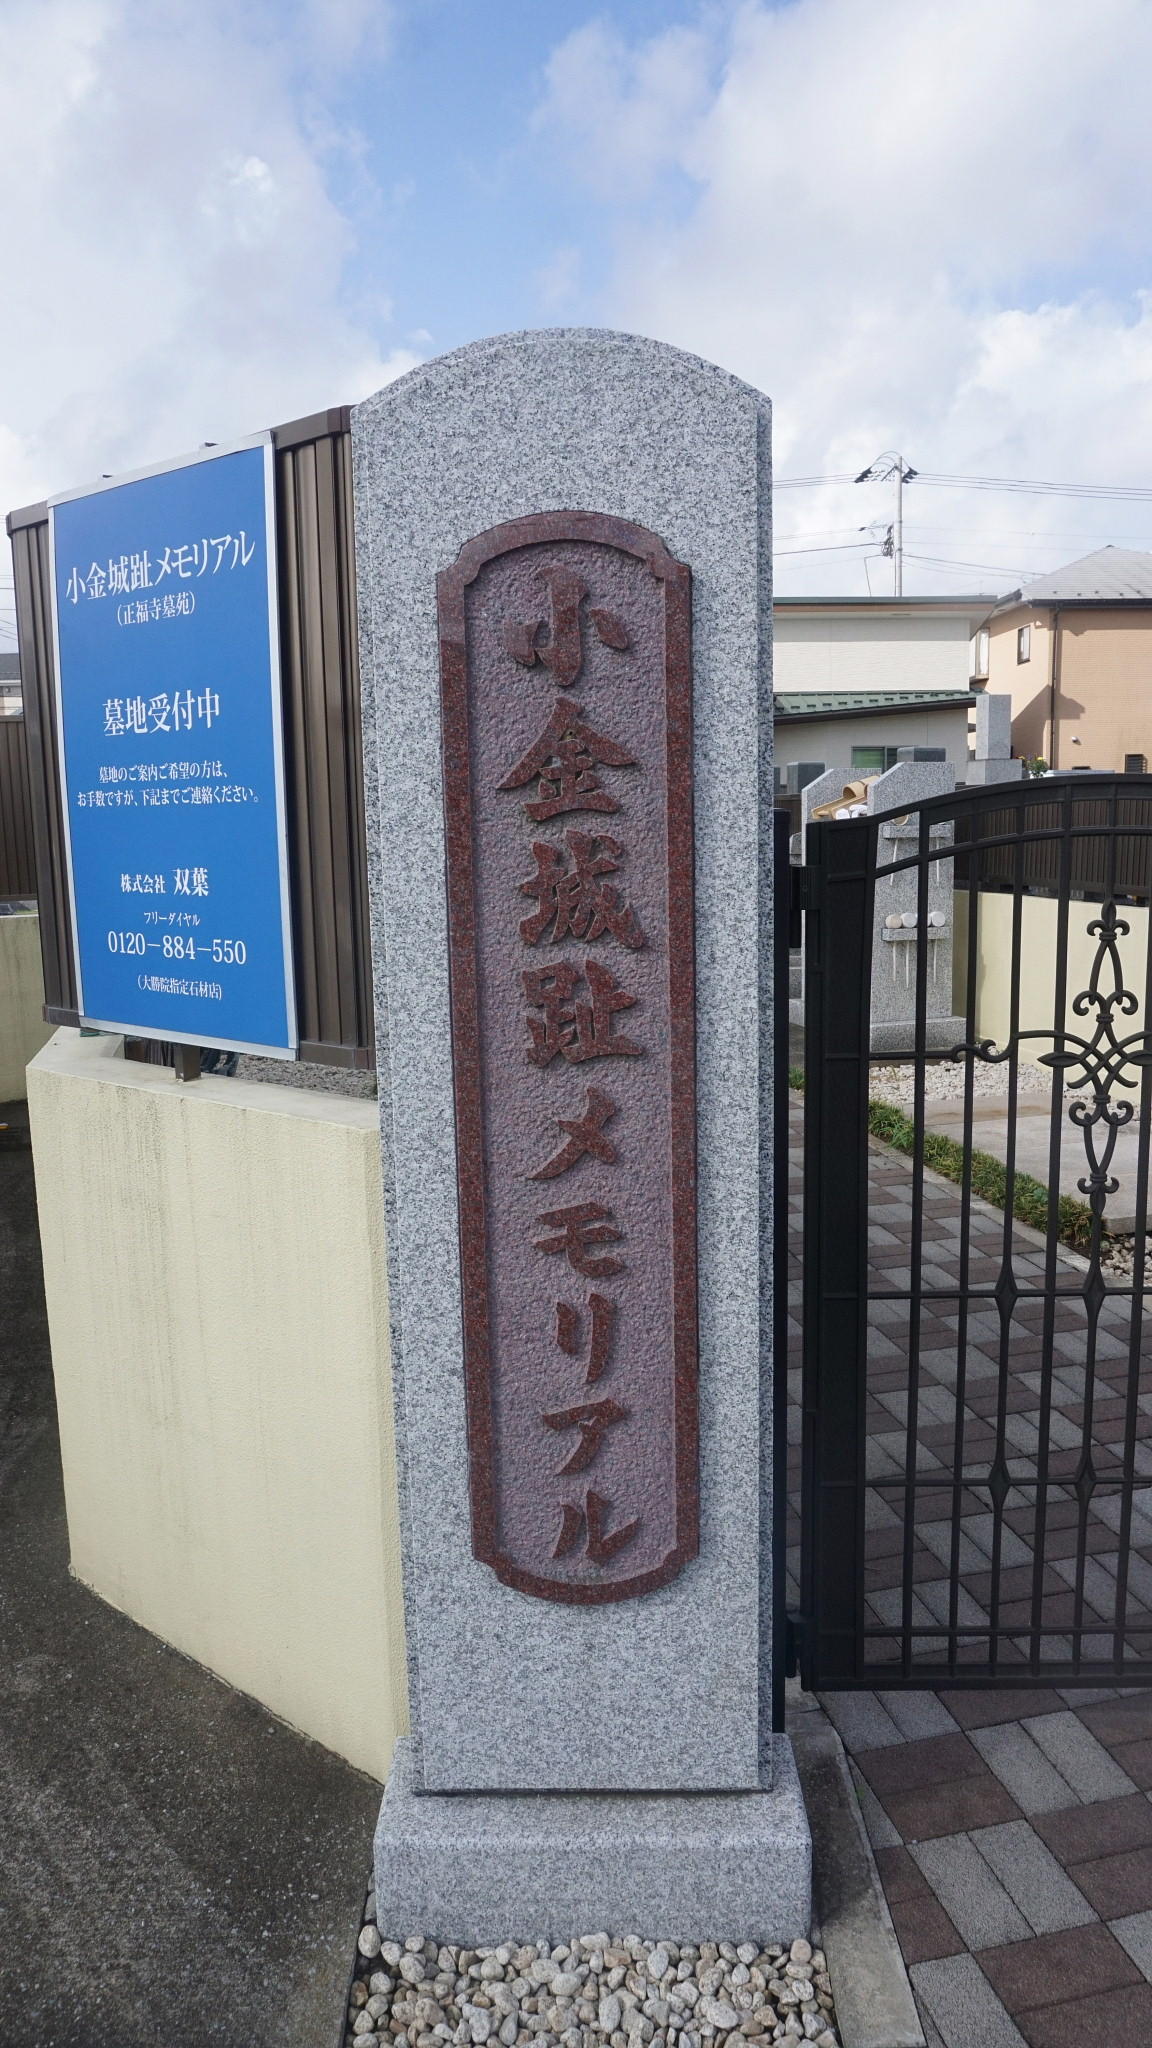 小金城趾メモリアル
（正福寺墓苑）
墓地受付中
墓地のご案内ご希望の方は、
お手数ですが、下記までご連絡ください。
株式会社 双葉
フリーダイヤル
0120－884－550
（大勝院指定石材店）
小金城趾メモリアル